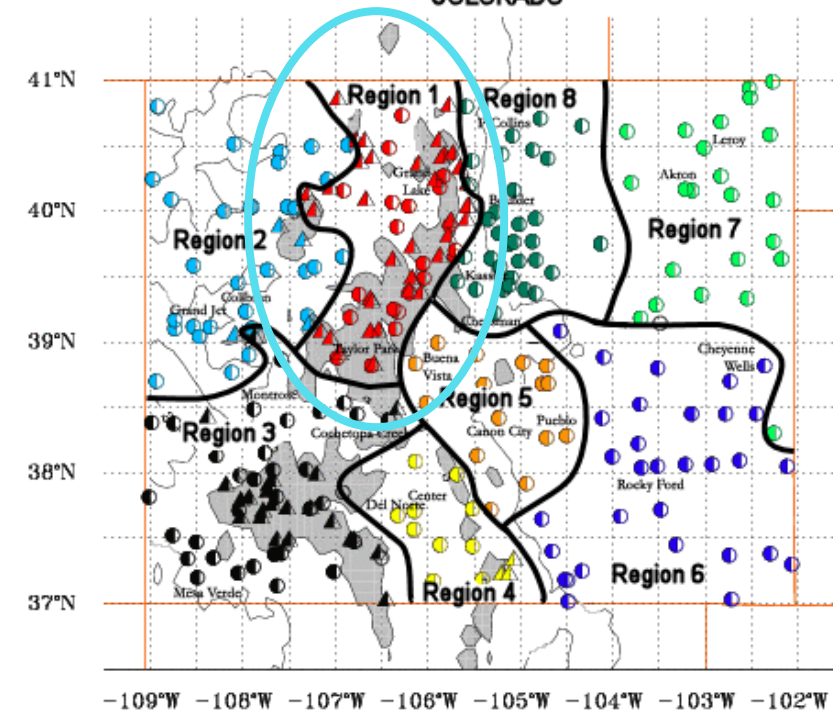 COLORADO
41°N
40°N
39°N
38°N
37°N
Region 1
Region 8
Collins
Leroy
Grand
Lake
Akron
Boulder
Region 7
Region 2
Kassler
Collbran
Grand Jct
Cheesman
Taylor Park
Buena
Vista
Cheyenne
Wells
Montrose
Region 5
Region 3
Cochetopa Creek
Canon City
Pueblo
Del Norte
Center
Rocky Ford
Mesa Verde
Region 4
Region 6
-109°W -108°W -107°W -106°W -105°W -104°W -103°W -102°W